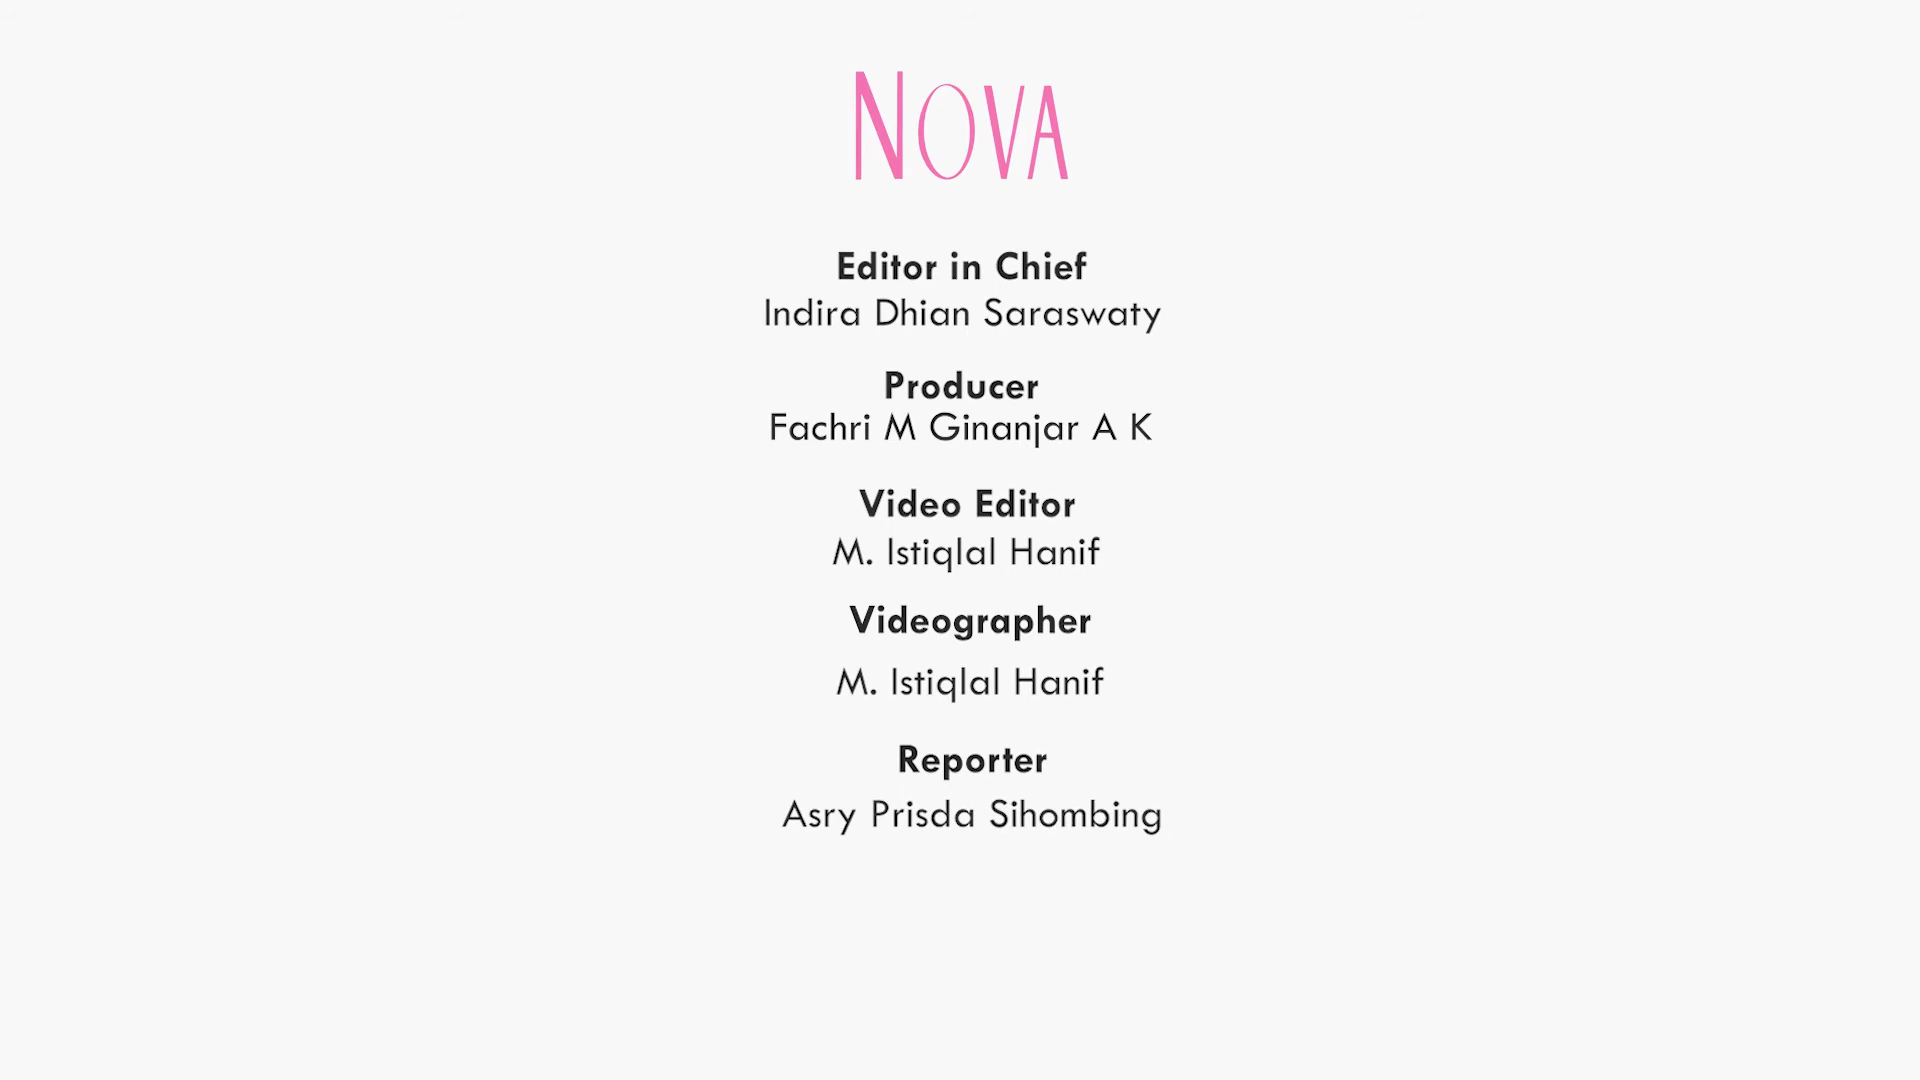 NOVA
Editor in Chief
Indira Dhian Saraswaty
Producer
Fachri M Ginanjar A K
Video Editor
M. Istiqlal Hanif
Videographer
M. Istiqlal Hanif
Reporter
Asry Prisda Sihombing